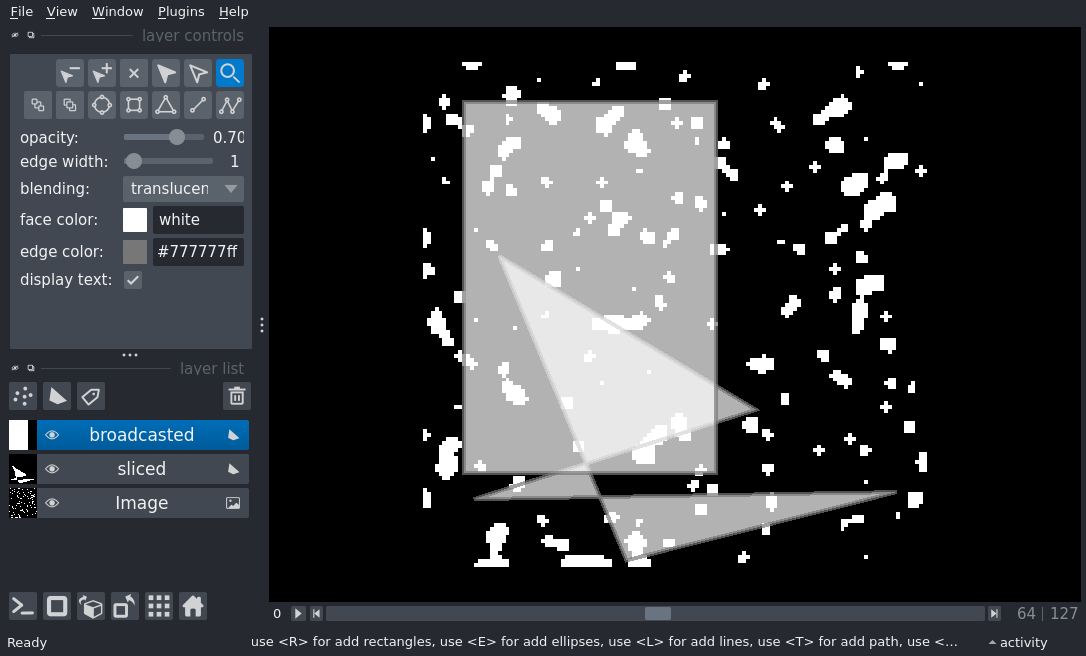 File View Window Plugins Help
layer controls
opacity: 0.70
edge width: 1
blending: translucen
face color: white
edge color: #777777ff
display text:
layer list
broadcasted
sliced
Image
0 64 127
Ready use <R> for add rectangles, use <E> for add ellipses, use <L> for add lines, use <T> for add path, use <... activity